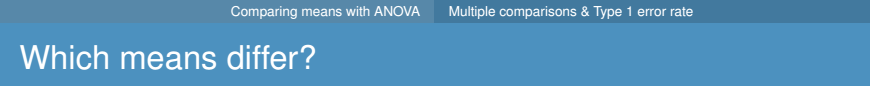 Comparing means with ANOVA Multiple comparisons & Type 1 error rate
Which means differ?